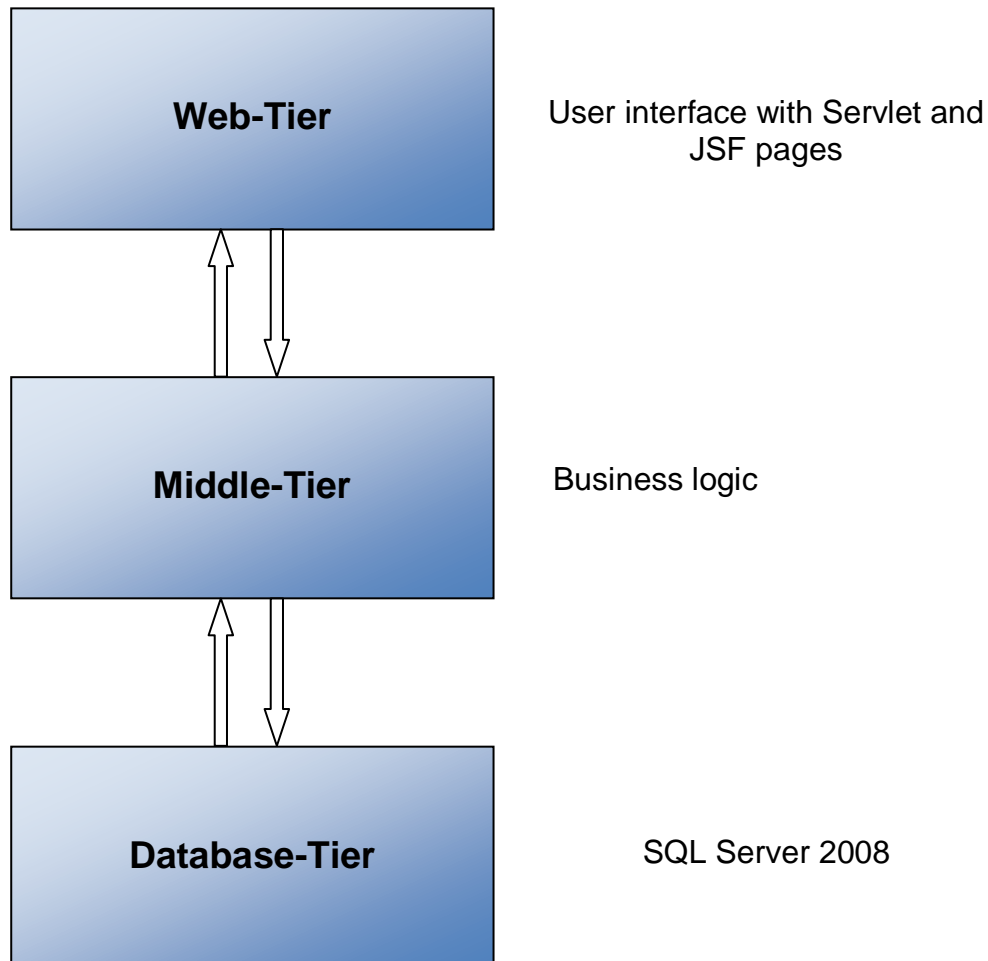 Web-Tier
User interface with Servlet and
JSF pages
Middle-Tier
Business logic
Database-Tier
SQL Server 2008